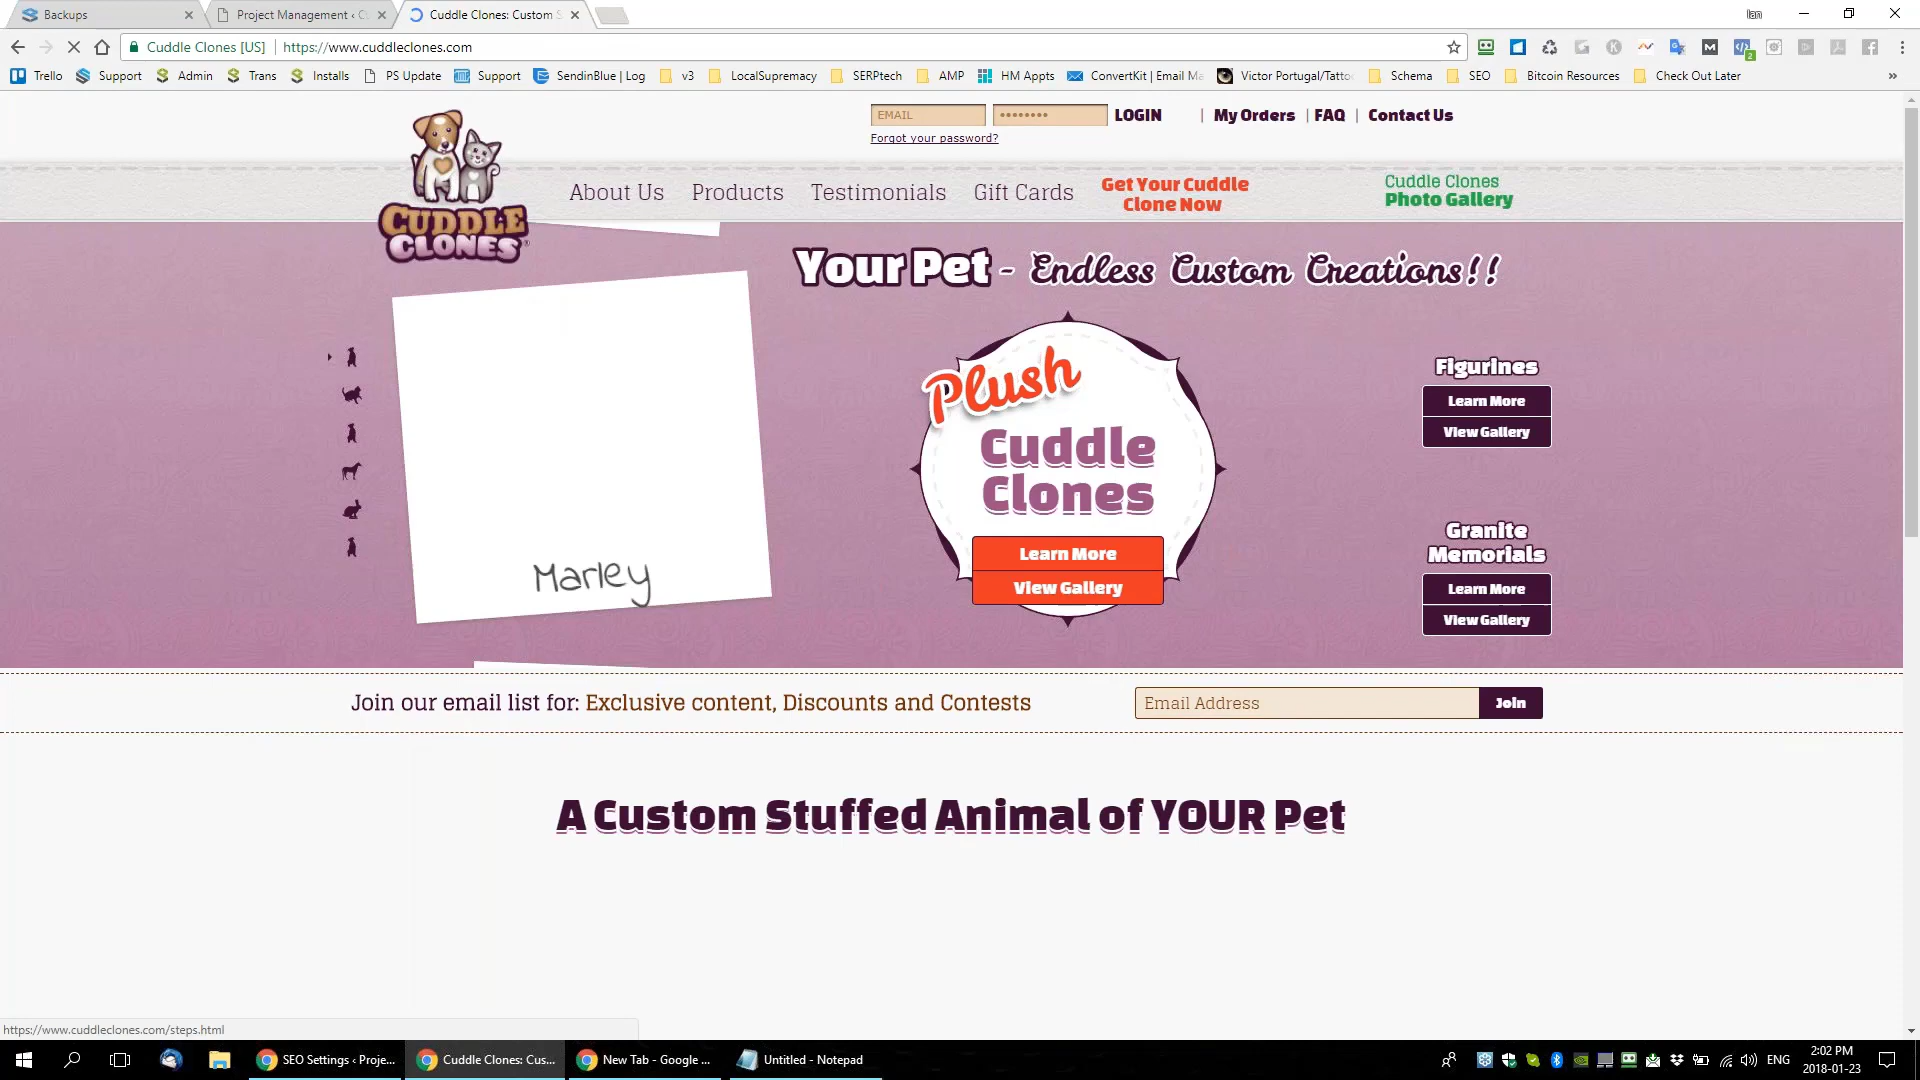 Backups
Project Management ‹ C
Cuddle Clones: Custom S
Ian
Cuddle Clones [US]
https://www.cuddleclones.com
Trello
Support
Admin
Trans
Installs
PS Update
Support
SendinBlue | Log
v3
LocalSupremacy
SERPtech
AMP
HM Appts
ConvertKit | Email Ma
Victor Portugal/Tatto
Schema
SEO
Bitcoin Resources
Check Out Later
»
EMAIL
••••••••
LOGIN
| My Orders | FAQ | Contact Us
Forgot your password?
CUDDLE
CLONES®
About Us
Products
Testimonials
Gift Cards
Get Your Cuddle
Clone Now
Cuddle Clones
Photo Gallery
Your Pet - Endless Custom Creations!!
Marley
Plush
Cuddle
Clones
Learn More
View Gallery
Figurines
Learn More
View Gallery
Granite
Memorials
Learn More
View Gallery
Join our email list for: Exclusive content, Discounts and Contests
Email Address
Join
A Custom Stuffed Animal of YOUR Pet
https://www.cuddleclones.com/steps.html
SEO Settings ‹ Proje...
Cuddle Clones: Cus...
New Tab - Google ...
Untitled - Notepad
ENG
2:02 PM
2018-01-23